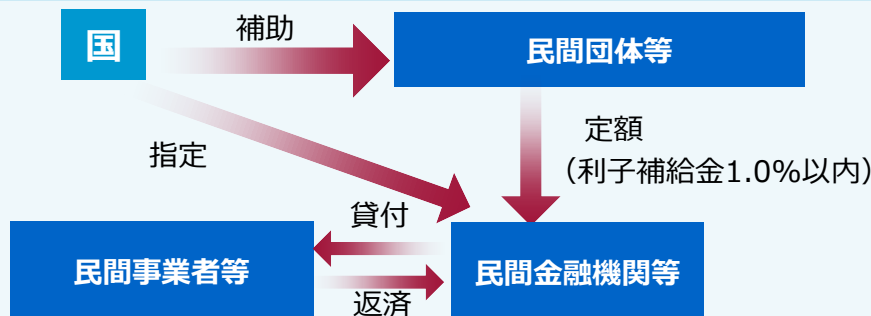 補助
国
民間団体等
定額
（利子補給金1.0%以内）
指定
貸付
民間事業者等
民間金融機関等
返済